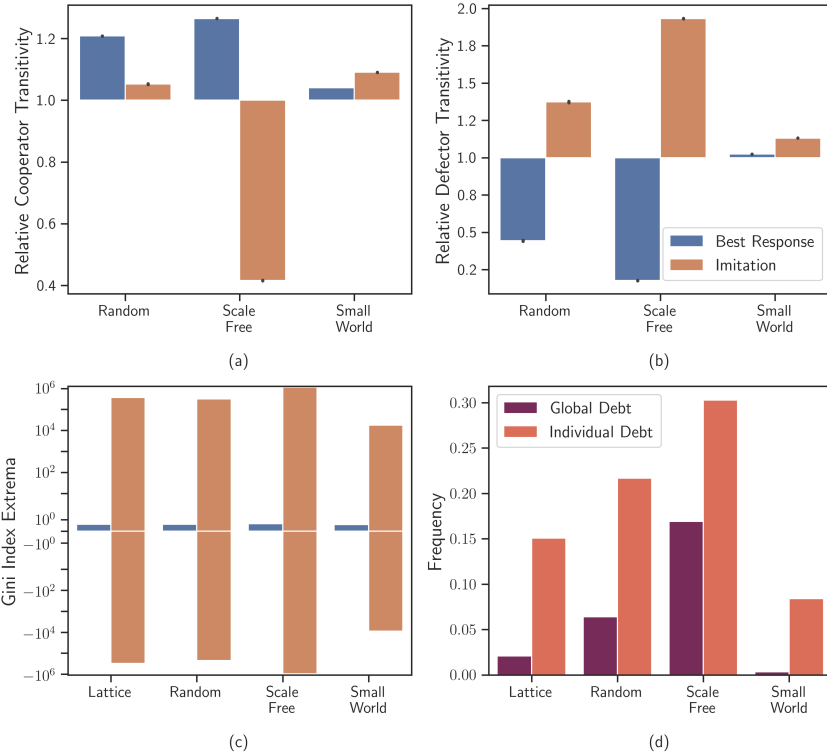 Relative Cooperator Transitivity
1.2
1.0
0.8
0.6
0.4
Random
Scale
Free
Small
World
(a)
Relative Defector Transitivity
2.0
1.8
1.5
1.2
1.0
0.8
0.5
0.2
Best Response
Imitation
Random
Scale
Free
Small
World
(b)
Gini Index Extrema
10^6
10^4
10^2
10^0
−10^0
−10^2
−10^4
−10^6
Lattice
Random
Scale
Free
Small
World
(c)
Frequency
0.30
0.25
0.20
0.15
0.10
0.05
0.00
Global Debt
Individual Debt
Lattice
Random
Scale
Free
Small
World
(d)